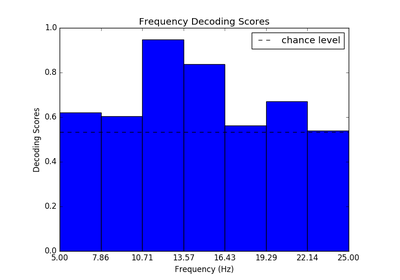 Frequency Decoding Scores
chance level
1.0
0.8
0.6
0.4
0.2
0.0
Decoding Scores
5.00 7.86 10.71 13.57 16.43 19.29 22.14 25.00
Frequency (Hz)